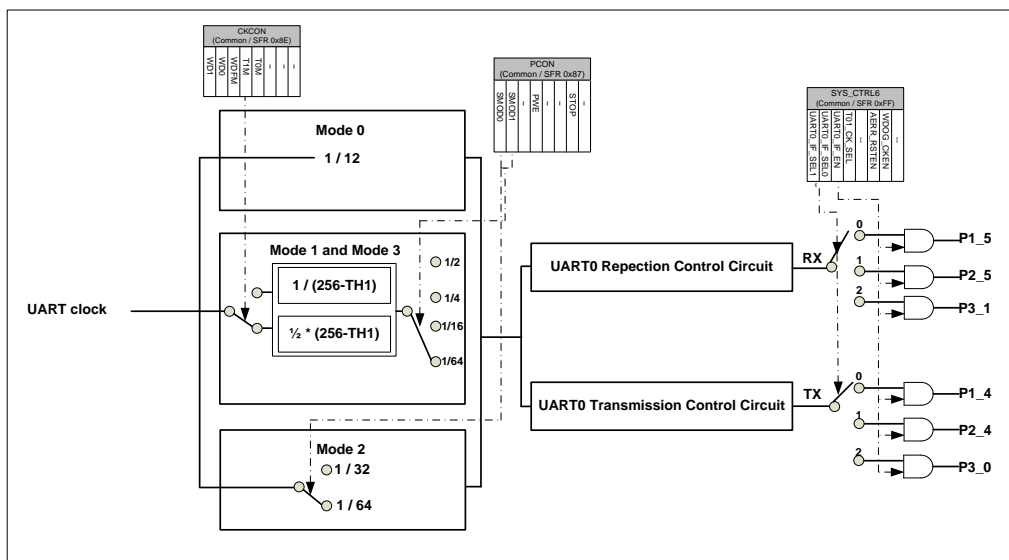 CKCON
(Common / SFR 0x8E)
WD1
WD0
WDFM
T1M
T0M
-
-
-
PCON
(Common / SFR 0x87)
SMOD0
SMOD1
-
PWE
-
-
STOP
-
SYS_CTRL6
(Common / SFR 0xFF)
UART0_IF_SEL1
UART0_IF_SEL0
UART0_IF_EN
T01_CK_SEL
-
AERR_RSTEN
WDOG_CKEN
-
Mode 0
1 / 12
Mode 1 and Mode 3
1 / (256-TH1)
½ * (256-TH1)
1/2
1/4
1/16
1/64
UART clock
Mode 2
1 / 32
1 / 64
UART0 Repection Control Circuit
RX
0
P1_5
1
P2_5
2
P3_1
UART0 Transmission Control Circuit
TX
0
P1_4
1
P2_4
2
P3_0